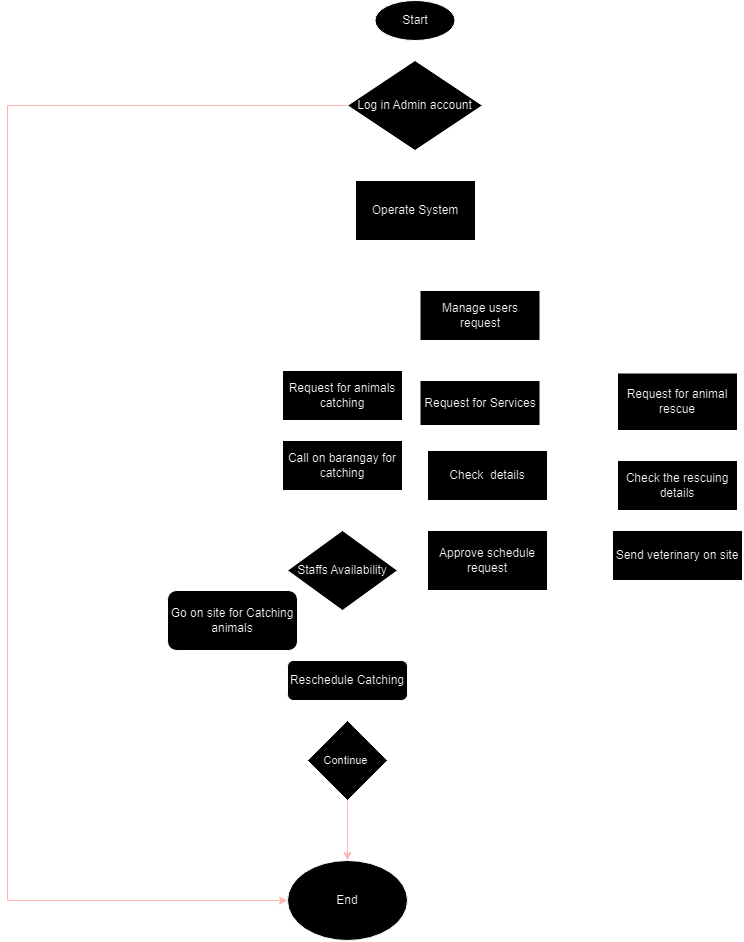 Start
Log in Admin account
Operate System
Manage users
request
Request for animals
catching
Request for Services
Request for animal
rescue
Call on barangay for
catching
Check  details
Check the rescuing
details
Staffs Availability
Approve schedule
request
Send veterinary on site
Go on site for Catching
animals
Reschedule Catching
Continue
End